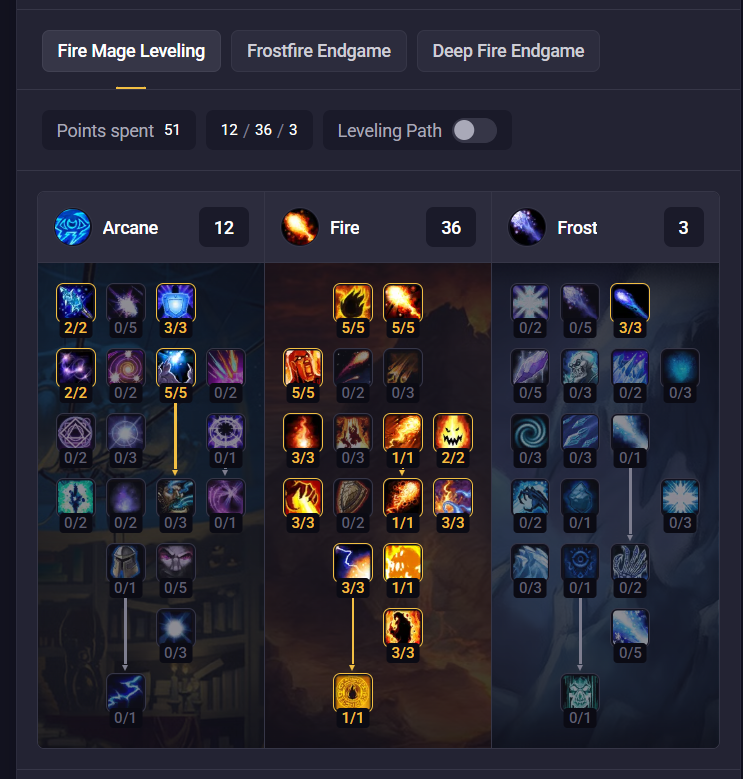 Fire Mage Leveling Frostfire Endgame Deep Fire Endgame
Points spent 51 12 / 36 / 3 Leveling Path
Arcane 12 Fire 36 Frost 3
2/2 0/5 3/3 5/5 5/5 0/2 0/5 3/3
2/2 0/2 5/5 0/2 5/5 0/2 0/3 0/5 0/3 0/2 0/3
0/2 0/3 0/1 3/3 0/3 1/1 2/2 0/3 0/3 0/1
0/2 0/2 0/3 0/1 3/3 0/2 1/1 3/3 0/2 0/1 0/3
0/1 0/5 3/3 1/1 0/3 0/1 0/2
0/3 3/3 0/5
0/1 1/1 0/1